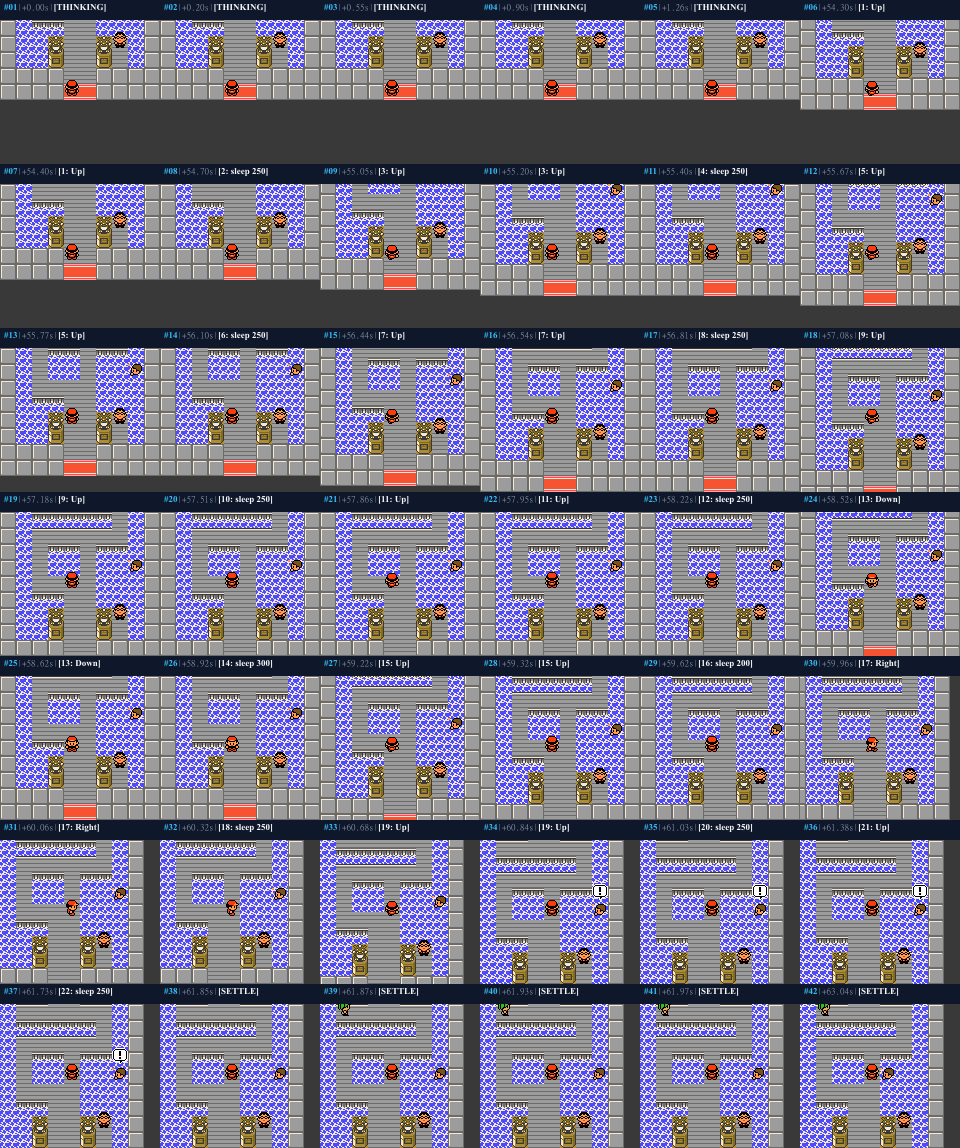 #01|+0.00s|[THINKING]
#02|+0.20s|[THINKING]
#03|+0.55s|[THINKING]
#04|+0.90s|[THINKING]
#05|+1.26s|[THINKING]
#06|+54.30s|[1: Up]
#07|+54.40s|[1: Up]
#08|+54.70s|[2: sleep 250]
#09|+55.05s|[3: Up]
#10|+55.20s|[3: Up]
#11|+55.40s|[4: sleep 250]
#12|+55.67s|[5: Up]
#13|+55.77s|[5: Up]
#14|+56.10s|[6: sleep 250]
#15|+56.44s|[7: Up]
#16|+56.54s|[7: Up]
#17|+56.81s|[8: sleep 250]
#18|+57.08s|[9: Up]
#19|+57.18s|[9: Up]
#20|+57.51s|[10: sleep 250]
#21|+57.86s|[11: Up]
#22|+57.95s|[11: Up]
#23|+58.22s|[12: sleep 250]
#24|+58.52s|[13: Down]
#25|+58.62s|[13: Down]
#26|+58.92s|[14: sleep 300]
#27|+59.22s|[15: Up]
#28|+59.32s|[15: Up]
#29|+59.62s|[16: sleep 200]
#30|+59.96s|[17: Right]
#31|+60.06s|[17: Right]
#32|+60.32s|[18: sleep 250]
#33|+60.68s|[19: Up]
#34|+60.84s|[19: Up]
#35|+61.03s|[20: sleep 250]
#36|+61.38s|[21: Up]
#37|+61.73s|[22: sleep 250]
#38|+61.85s|[SETTLE]
#39|+61.87s|[SETTLE]
#40|+61.93s|[SETTLE]
#41|+61.97s|[SETTLE]
#42|+63.04s|[SETTLE]